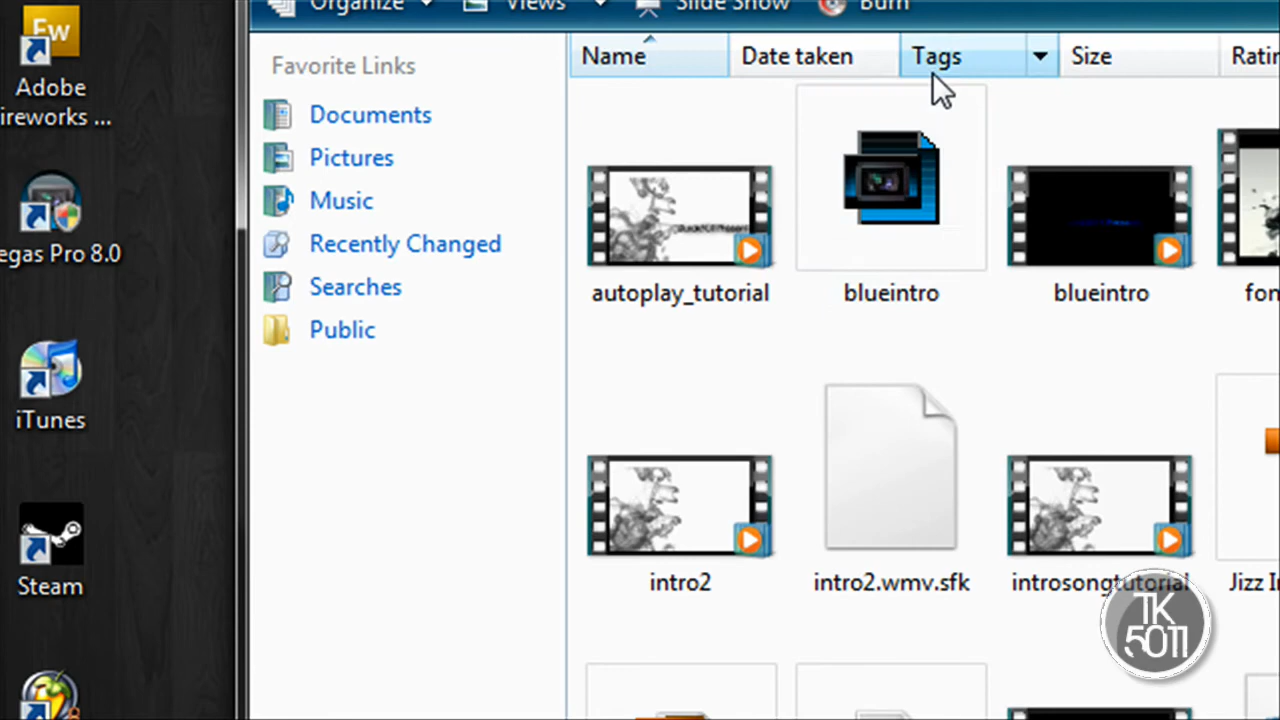 Organize
Views
Slide Show
Burn
Fw
Adobe
ireworks ...
egas Pro 8.0
iTunes
Steam
Favorite Links
Documents
Pictures
Music
Recently Changed
Searches
Public
Name
Date taken
Tags
Size
Ratin
autoplay_tutorial
blueintro
blueintro
fon
intro2
intro2.wmv.sfk
introsongtutorial
Jizz In
TK
5011